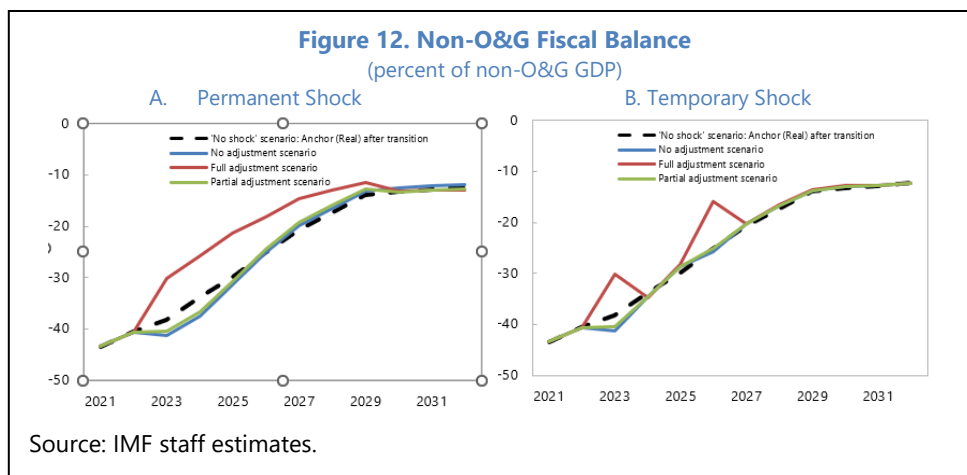 Figure 12. Non-O&G Fiscal Balance
(percent of non-O&G GDP)
A. Permanent Shock
0
-10
-20
-30
-40
-50
'No shock' scenario: Anchor (Real) after transition
No adjustment scenario
Full adjustment scenario
Partial adjustment scenario
2021 2023 2025 2027 2029 2031
B. Temporary Shock
0
-10
-20
-30
-40
-50
'No shock' scenario: Anchor (Real) after transition
No adjustment scenario
Full adjustment scenario
Partial adjustment scenario
2021 2023 2025 2027 2029 2031
Source: IMF staff estimates.